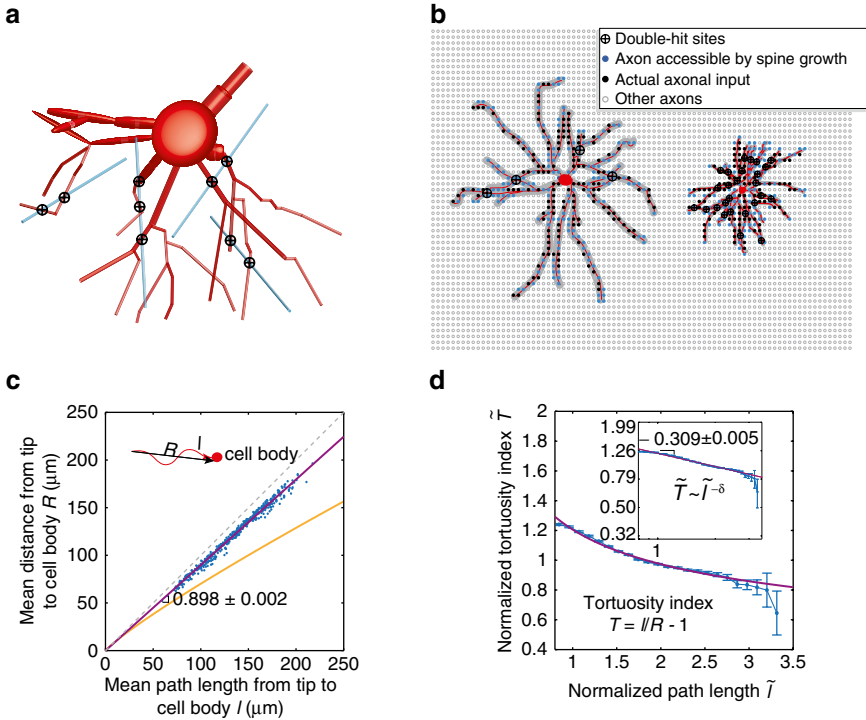 a
b
Double-hit sites
Axon accessible by spine growth
Actual axonal input
Other axons
c
250
200
150
100
50
0
0 50 100 150 200 250
Mean distance from tip
to cell body R (μm)
R
l
cell body
0.898 ± 0.002
Mean path length from tip to
cell body l (μm)
d
2
1.8
1.6
1.4
1.2
1
0.8
0.6
0.4
1 1.5 2 2.5 3 3.5
Normalized tortuosity index T̃
1.99
1.26
0.79
0.50
0.32
1
– 0.309±0.005
T̃~l̃⁻ᵟ
Tortuosity index
T = l/R - 1
Normalized path length l̃